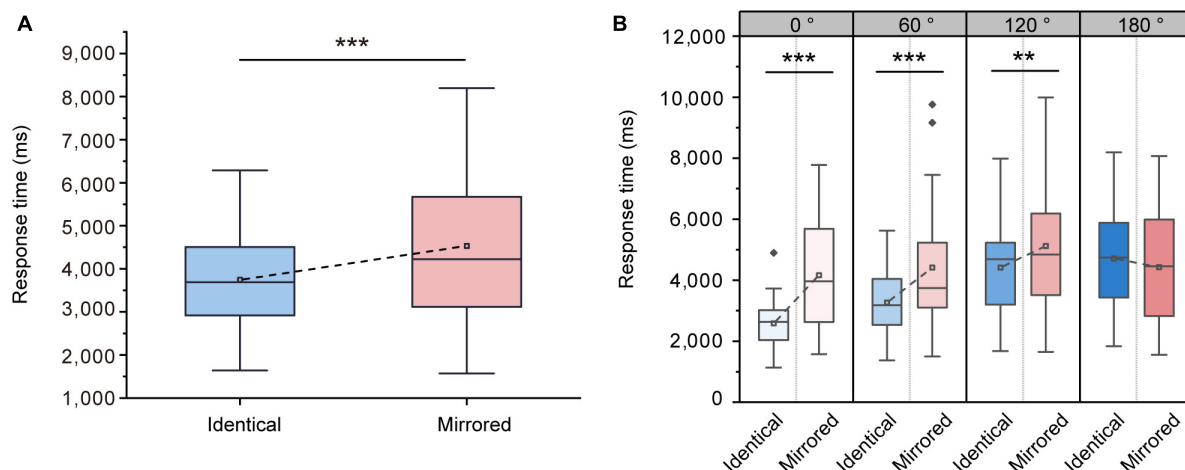 A
Response time (ms)
***
9,000
8,000
7,000
6,000
5,000
4,000
3,000
2,000
1,000
Identical
Mirrored
B
Response time (ms)
0 °
60 °
120 °
180 °
***
***
**
12,000
10,000
8,000
6,000
4,000
2,000
0
Identical
Mirrored
Identical
Mirrored
Identical
Mirrored
Identical
Mirrored